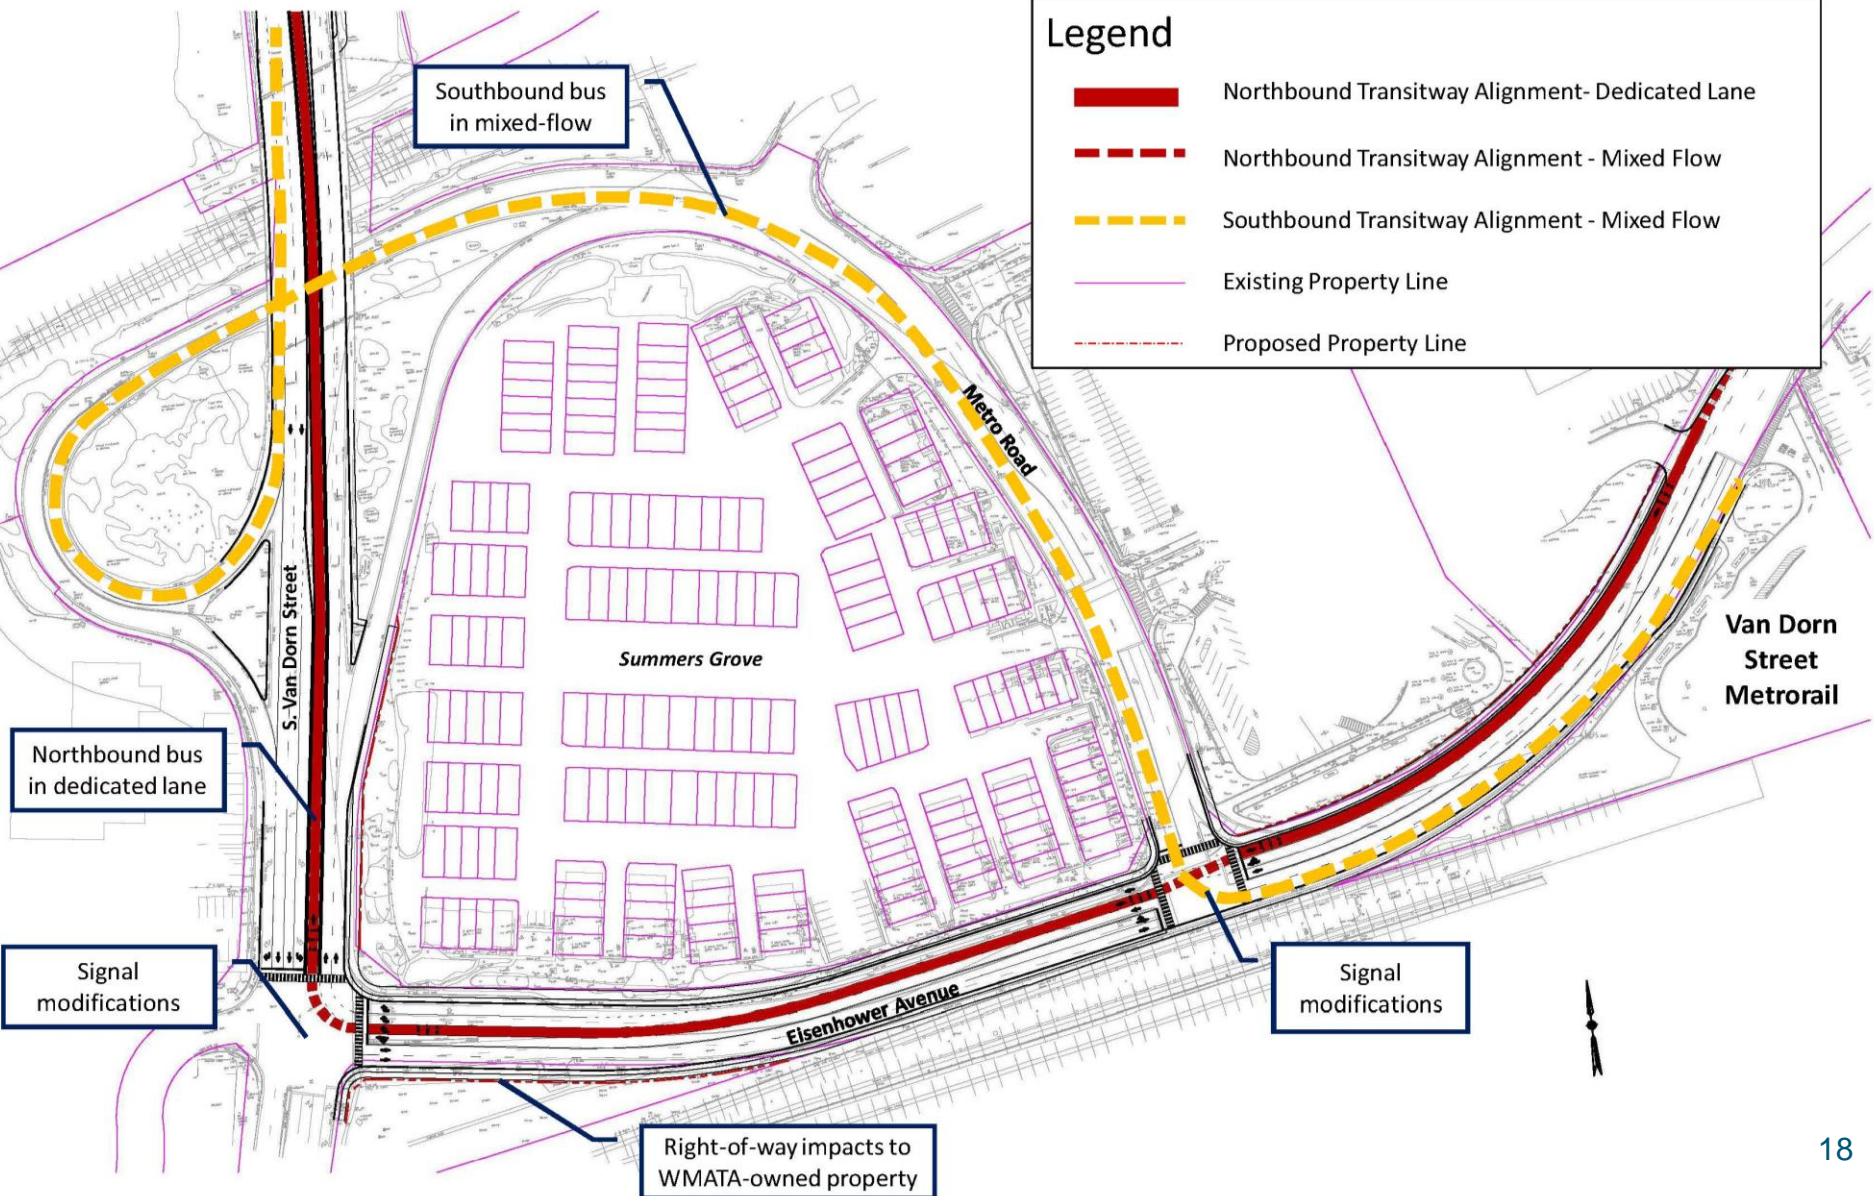 Legend
Northbound Transitway Alignment- Dedicated Lane
Northbound Transitway Alignment - Mixed Flow
Southbound Transitway Alignment - Mixed Flow
Existing Property Line
Proposed Property Line
Southbound bus
in mixed-flow
Metro Road
S. Van Dorn Street
Summers Grove
Van Dorn
Street
Metrorail
Northbound bus
in dedicated lane
Signal
modifications
Eisenhower Avenue
Signal
modifications
Right-of-way impacts to
WMATA-owned property
18